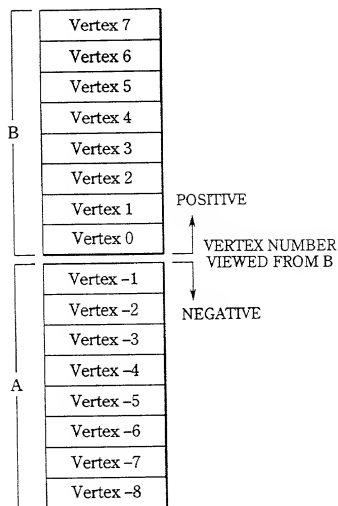 Vertex 7
Vertex 6
Vertex 5
Vertex 4
B
Vertex 3
Vertex 2
Vertex 1
POSITIVE
Vertex 0
VERTEX NUMBER
VIEWED FROM B
Vertex –1
Vertex –2
NEGATIVE
Vertex –3
Vertex –4
A
Vertex –5
Vertex –6
Vertex –7
Vertex –8